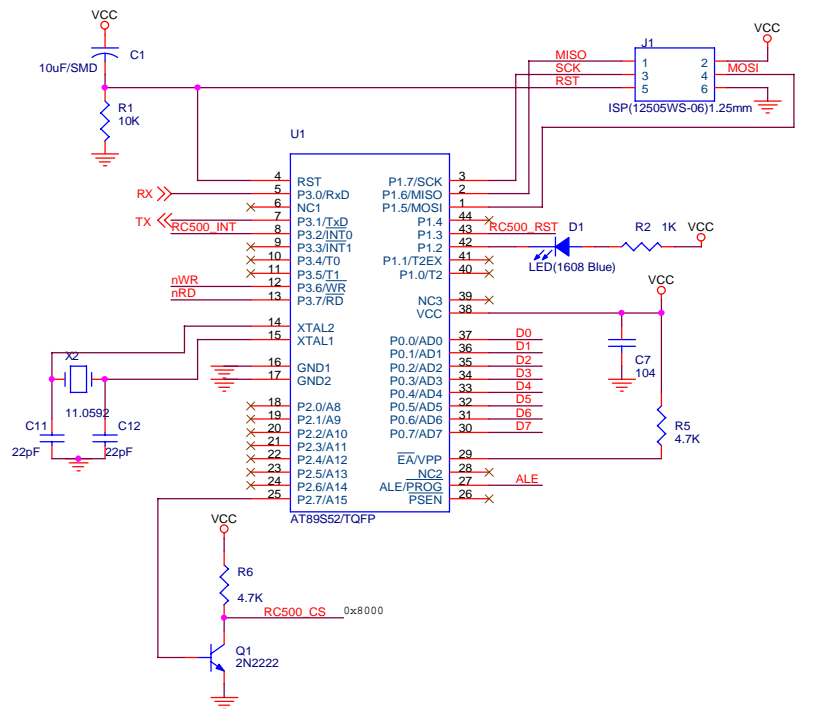 VCC
C1
10uF/SMD
R1
10K
VCC
J1
MISO
1
2
SCK
3
4
MOSI
RST
5
6
ISP(12505WS-06)1.25mm
U1
4
RST
P1.7/SCK
3
RX
5
P3.0/RxD
P1.6/MISO
2
6
NC1
P1.5/MOSI
1
TX
7
P3.1/TxD
P1.4
44
RC500_INT
8
P3.2/INT0
P1.3
43
RC500_RST
D1
R2 1K
VCC
9
P3.3/INT1
P1.2
42
10
P3.4/T0
P1.1/T2EX
41
LED(1608 Blue)
11
P3.5/T1
P1.0/T2
40
nWR
12
P3.6/WR
nRD
13
P3.7/RD
NC3
39
VCC
VCC
38
14
XTAL2
15
XTAL1
P0.0/AD0
37
D0
P0.1/AD1
36
D1
X2
16
GND1
P0.2/AD2
35
D2
C7
104
17
GND2
P0.3/AD3
34
D3
11.0592
P0.4/AD4
33
D4
18
P2.0/A8
P0.5/AD5
32
D5
19
P2.1/A9
P0.6/AD6
31
D6
C11
22pF
C12
22pF
20
P2.2/A10
P0.7/AD7
30
D7
R5
4.7K
21
P2.3/A11
22
P2.4/A12
EA/VPP
29
23
P2.5/A13
NC2
28
24
P2.6/A14
ALE/PROG
27
ALE
25
P2.7/A15
PSEN
26
AT89S52/TQFP
VCC
R6
4.7K
RC500_CS
0x8000
Q1
2N2222